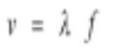 v = λ f